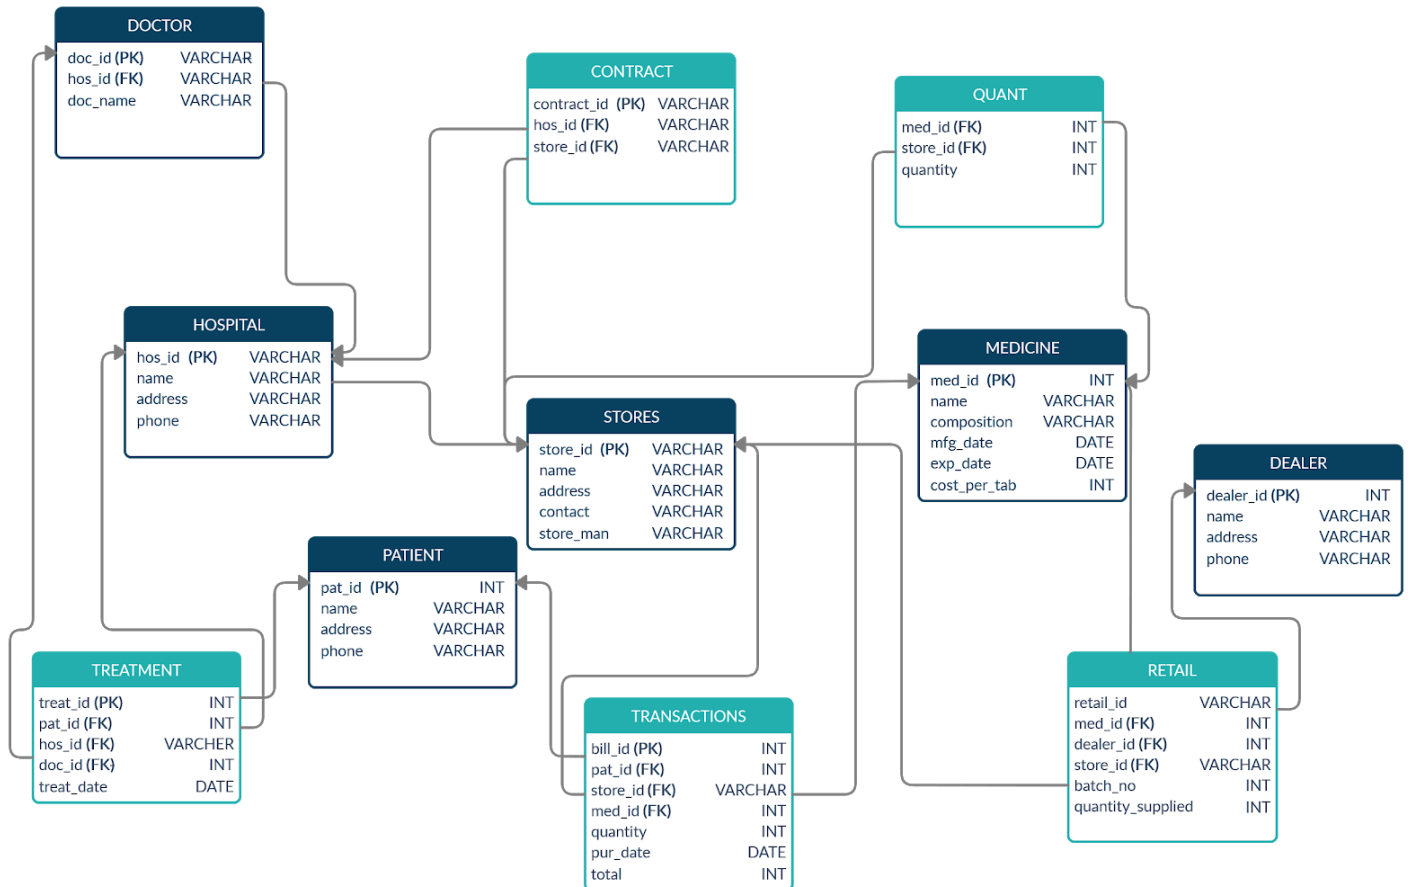 DOCTOR
doc_id (PK) VARCHAR
hos_id (FK) VARCHAR
doc_name VARCHAR
CONTRACT
contract_id (PK) VARCHAR
hos_id (FK) VARCHAR
store_id (FK) VARCHAR
QUANT
med_id (FK) INT
store_id (FK) INT
quantity INT
HOSPITAL
hos_id (PK) VARCHAR
name VARCHAR
address VARCHAR
phone VARCHAR
STORES
store_id (PK) VARCHAR
name VARCHAR
address VARCHAR
contact VARCHAR
store_man VARCHAR
MEDICINE
med_id (PK) INT
name VARCHAR
composition VARCHAR
mfg_date DATE
exp_date DATE
cost_per_tab INT
DEALER
dealer_id (PK) INT
name VARCHAR
address VARCHAR
phone VARCHAR
PATIENT
pat_id (PK) INT
name VARCHAR
address VARCHAR
phone VARCHAR
TREATMENT
treat_id (PK) INT
pat_id (FK) INT
hos_id (FK) VARCHER
doc_id (FK) INT
treat_date DATE
TRANSACTIONS
bill_id (PK) INT
pat_id (FK) INT
store_id (FK) VARCHAR
med_id (FK) INT
quantity INT
pur_date DATE
total INT
RETAIL
retail_id VARCHAR
med_id (FK) INT
dealer_id (FK) INT
store_id (FK) VARCHAR
batch_no INT
quantity_supplied INT